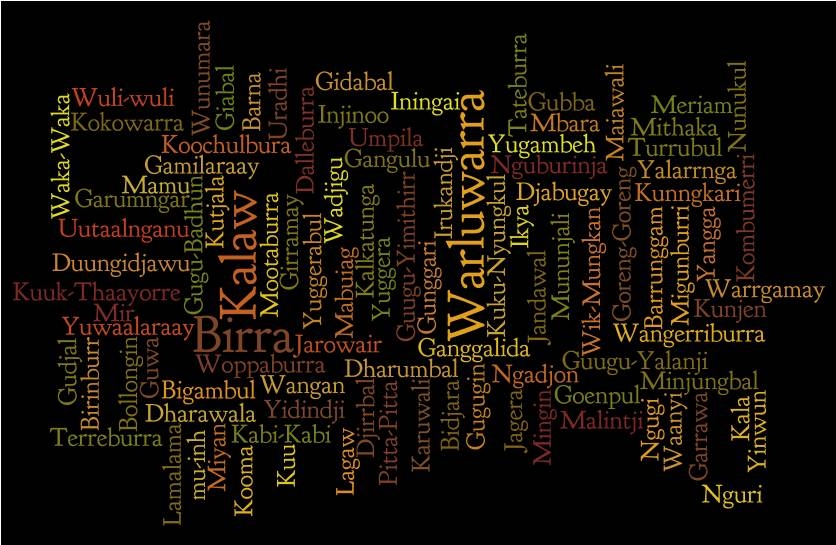 Wuli-wuli
Kokowarra
Waka-Waka
Wunumara
Giabal
Barna
Uradhi
Dalleburra
Gidabal
Injinoo
Iningai
Umpila
Gangulu
Koochulbura
Gamilaraay
Mamu
Garumngar
Uutaalnganu
Duungidjawu
Kuuk-Thaayorre
Mir
Yuwaalaraay
Gugu-Badhun
Kutjala
Kalaw
Mootaburra
Girramay
Yuggerabul
Wadjigu
Mabuiag
Kalkatunga
Yuggera
Guugu-Yimithirr
Gunggari
Irukandji
Warluwarra
Kuku-Nyungkul
Tateburra
Gubba
Mbara
Yugambeh
Nguburinja
Djabugay
Ikya
Jandawal
Mununjali
Wik-Mungkan
Goreng-Goreng
Maiawali
Meriam
Mithaka
Turrubul
Nunukul
Yalarrnga
Kunngkari
Barrunggam
Migunburri
Yangga
Kombumerri
Warrgamay
Kunjen
Wangerriburra
Birra
Jarowair
Ganggalida
Woppaburra
Dharumbal
Ngadjon
Guugu-Yalanji
Minjungbal
Goenpul
Malintji
Gudjal
Birinburr
Bollongin
Guwa
Bigambul
Wangan
Dharawala
Yidindji
Terreburra
Kabi-Kabi
Lamalama
mu-inh
Miyan
Kooma
Kuu
Lagaw
Djirrbal
Pitta-Pitta
Karuwali
Bidjara
Gugugin
Jagera
Mingin
Ngugi
Waanyi
Garrawa
Kala
Yinwun
Nguri